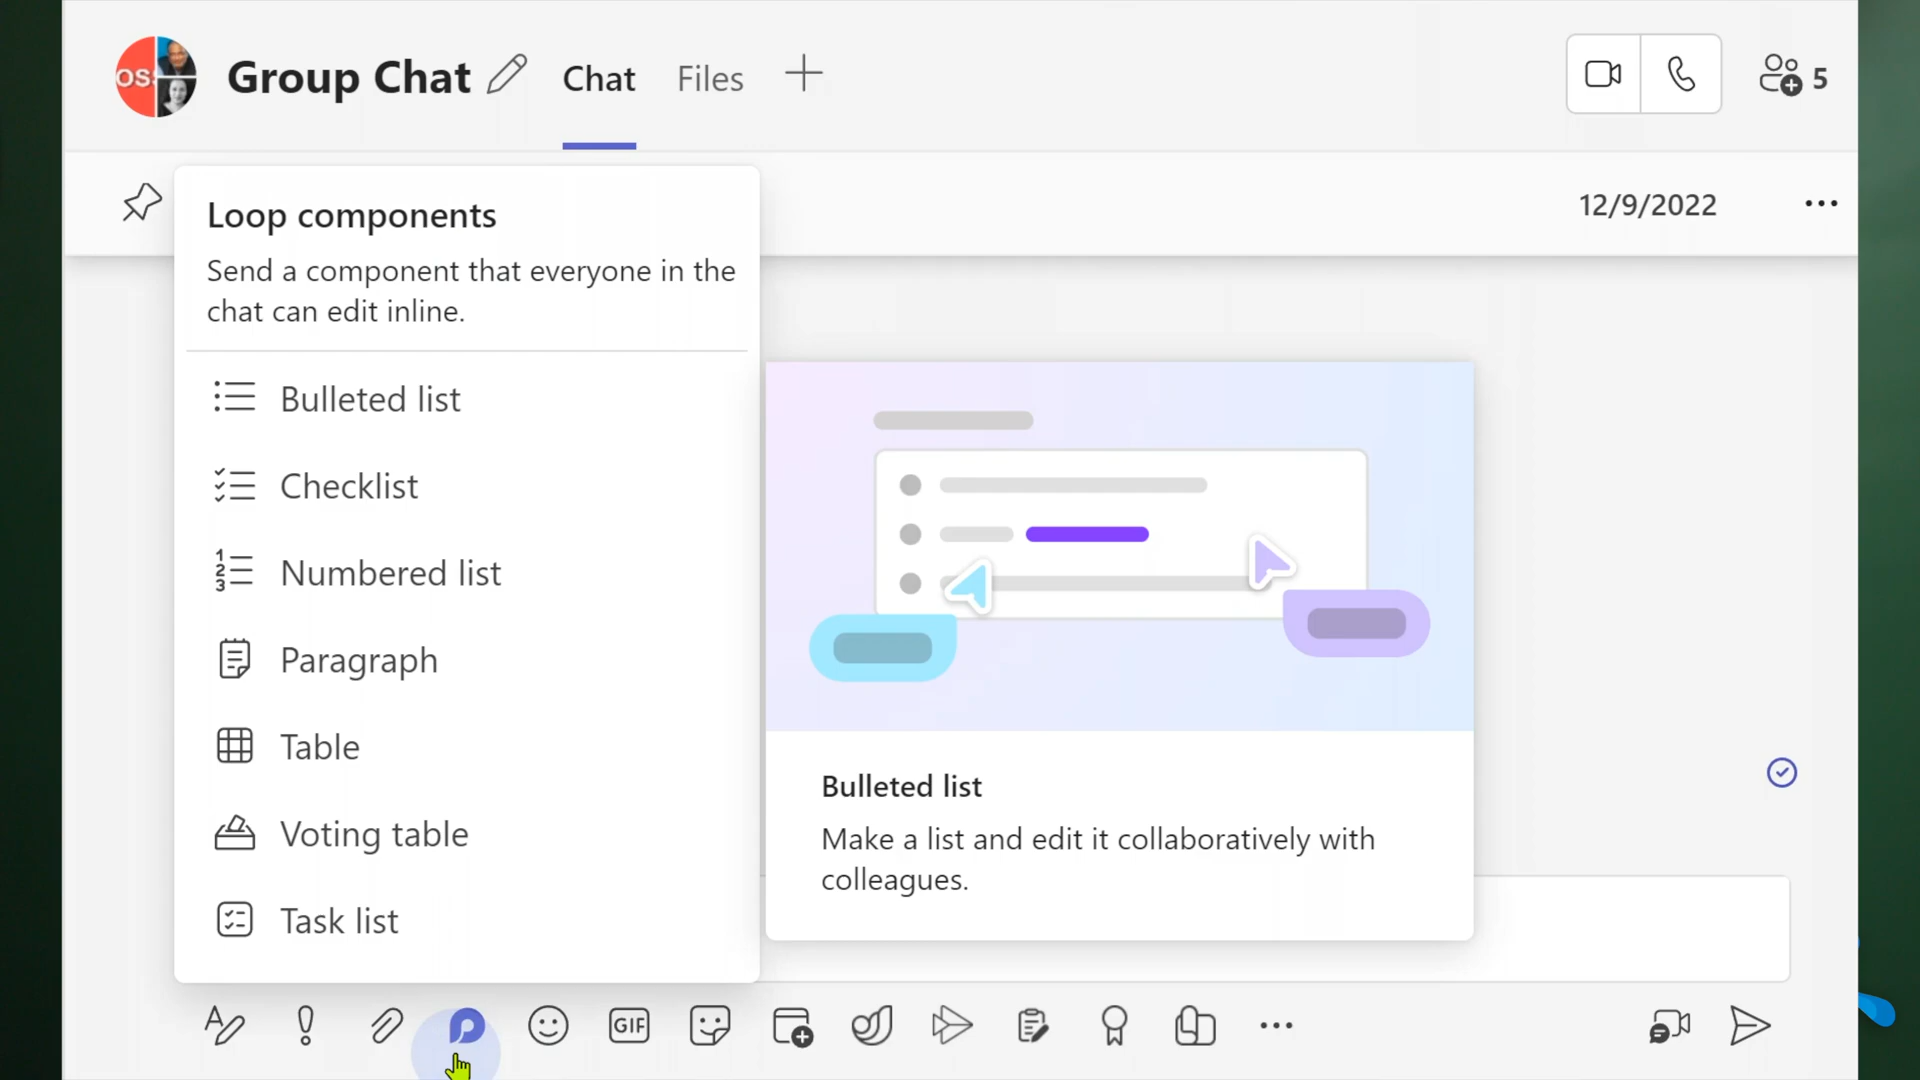 OS
Group Chat
Chat
Files
5
12/9/2022
Loop components
Send a component that everyone in the
chat can edit inline.
Bulleted list
Checklist
Numbered list
Paragraph
Table
Voting table
Task list
Bulleted list
Make a list and edit it collaboratively with
colleagues.
GIF